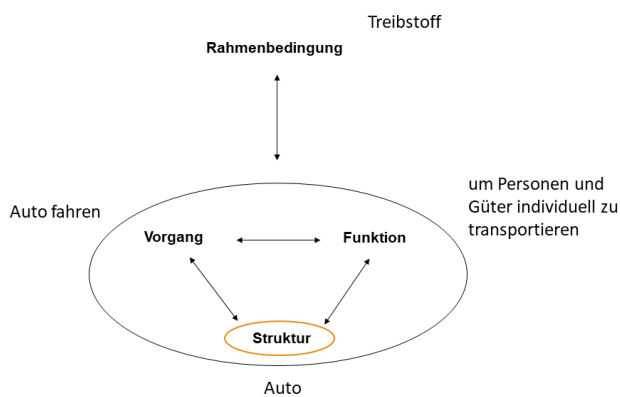 Treibstoff
Rahmenbedingung
Auto fahren
um Personen und
Güter individuell zu
transportieren
Vorgang
Funktion
Struktur
Auto